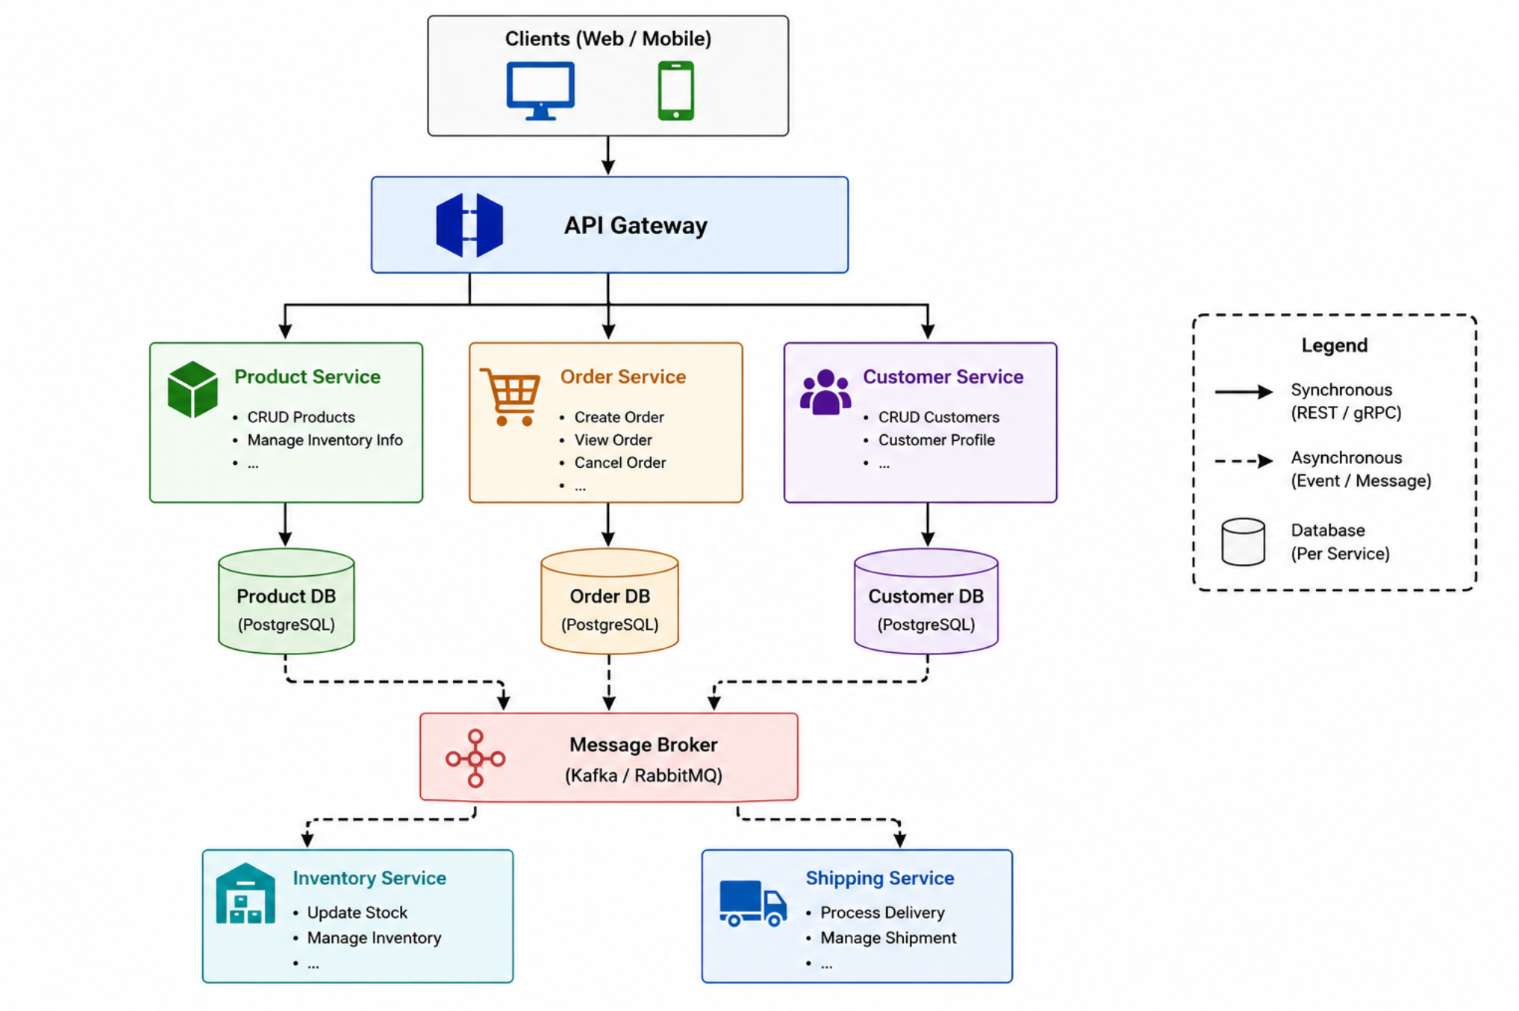 Clients (Web / Mobile)
API Gateway
Product Service
• CRUD Products
• Manage Inventory Info
• ...
Order Service
• Create Order
• View Order
• Cancel Order
• ...
Customer Service
• CRUD Customers
• Customer Profile
• ...
Legend
Synchronous
(REST / gRPC)
Asynchronous
(Event / Message)
Database
(Per Service)
Product DB
(PostgreSQL)
Order DB
(PostgreSQL)
Customer DB
(PostgreSQL)
Message Broker
(Kafka / RabbitMQ)
Inventory Service
• Update Stock
• Manage Inventory
• ...
Shipping Service
• Process Delivery
• Manage Shipment
• ...